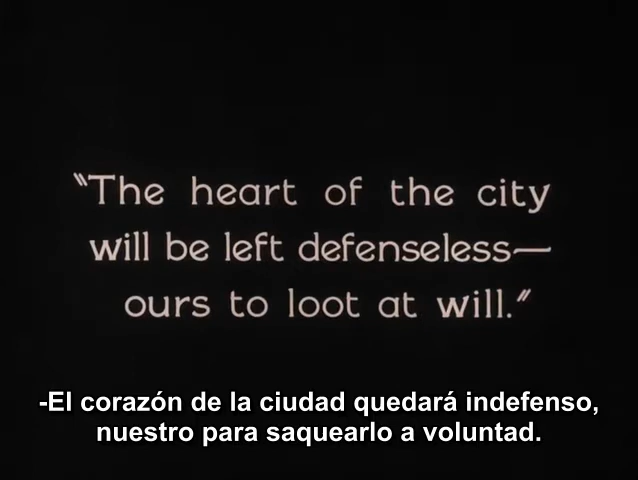 "The heart of the city
will be left defenseless—
ours to loot at will."
-El corazón de la ciudad quedará indefenso,
nuestro para saquearlo a voluntad.